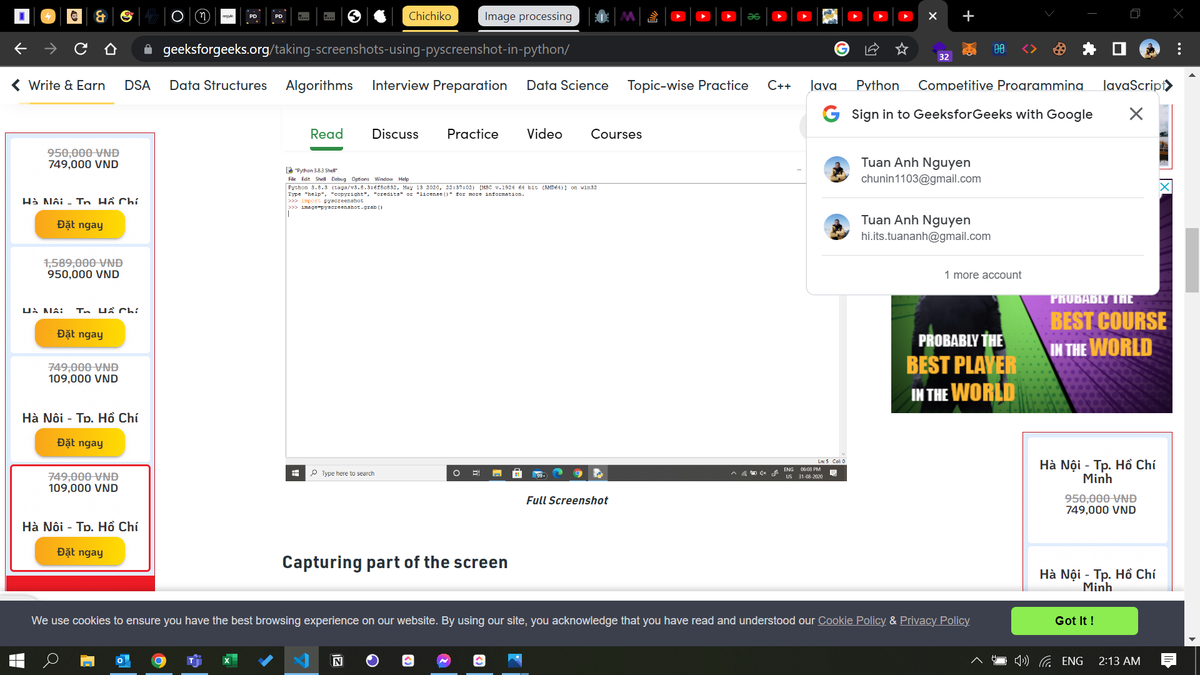 Chichiko
Image processing
geeksforgeeks.org/taking-screenshots-using-pyscreenshot-in-python/
32
Write & Earn DSA Data Structures Algorithms Interview Preparation Data Science Topic-wise Practice C++ Java Python Competitive Programming JavaScript
Read Discuss Practice Video Courses
Sign in to GeeksforGeeks with Google
Tuan Anh Nguyen
chunin1103@gmail.com
Tuan Anh Nguyen
hi.its.tuananh@gmail.com
1 more account
950,000 VND
749,000 VND
Hà Nội - Tp. Hồ Chí
Đặt ngay
1,589,000 VND
950,000 VND
Hà Nội - Tp. Hồ Chí
Đặt ngay
749,000 VND
109,000 VND
Hà Nội - Tp. Hồ Chí
Đặt ngay
749,000 VND
109,000 VND
Hà Nội - Tp. Hồ Chí
Đặt ngay
*Python 3.8.3 Shell*
File Edit Shell Debug Options Window Help
Python 3.8.3 (tags/v3.8.3:6f8c832, May 13 2020, 22:37:02) [MSC v.1924 64 bit (AMD64)] on win32
Type "help", "copyright", "credits" or "license()" for more information.
>>> import pyscreenshot
>>> image=pyscreenshot.grab()
Ln: 5 Col: 0
Type here to search
ENG 06:03 PM
US 31-08-2020
Full Screenshot
Capturing part of the screen
PROBABLY THE
BEST PLAYER
IN THE WORLD
PROBABLY THE
BEST COURSE
IN THE WORLD
Hà Nội - Tp. Hồ Chí
Minh
950,000 VND
749,000 VND
Hà Nội - Tp. Hồ Chí
Minh
We use cookies to ensure you have the best browsing experience on our website. By using our site, you acknowledge that you have read and understood our Cookie Policy & Privacy Policy
Got It !
ENG 2:13 AM